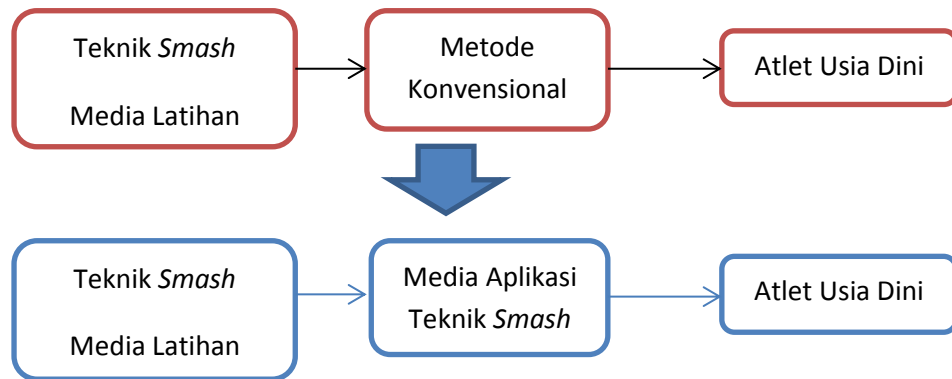 Teknik Smash
Media Latihan
Metode
Konvensional
Atlet Usia Dini
Teknik Smash
Media Latihan
Media Aplikasi
Teknik Smash
Atlet Usia Dini